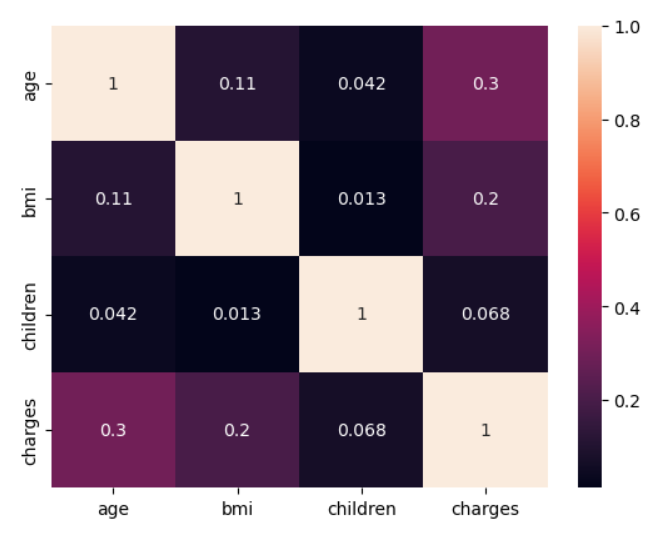 age 1 0.11 0.042 0.3
bmi 0.11 1 0.013 0.2
children 0.042 0.013 1 0.068
charges 0.3 0.2 0.068 1
age bmi children charges
1.0
0.8
0.6
0.4
0.2